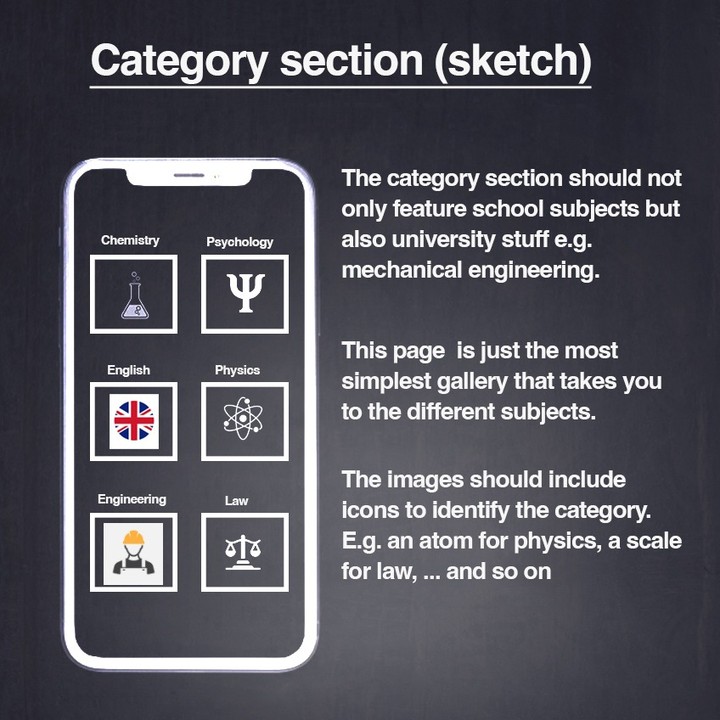 Category section (sketch)
Chemistry
Psychology
English
Physics
Engineering
Law
The category section should not
only feature school subjects but
also university stuff e.g.
mechanical engineering.
This page  is just the most
simplest gallery that takes you
to the different subjects.
The images should include
icons to identify the category.
E.g. an atom for physics, a scale
for law, ... and so on